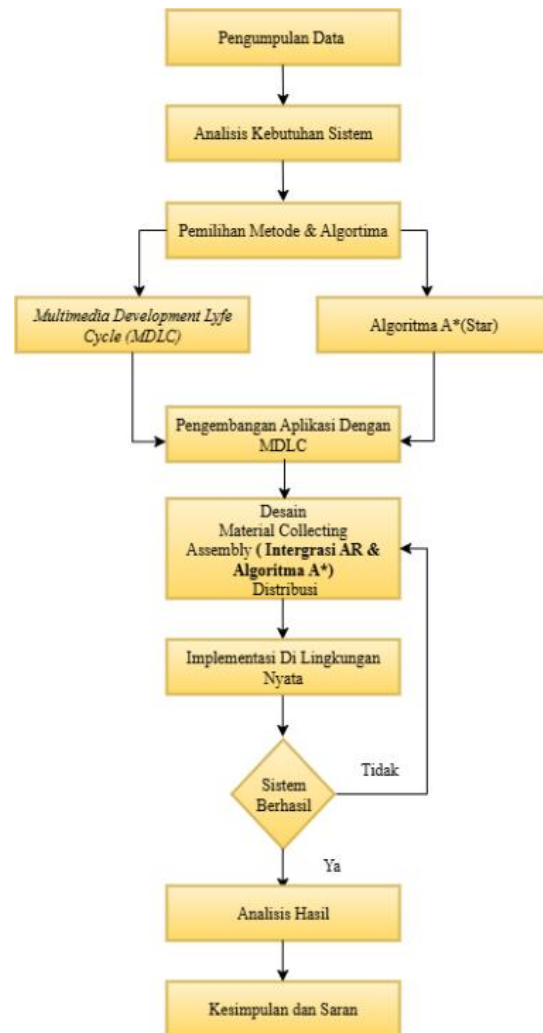 Pengumpulan Data
Analisis Kebutuhan Sistem
Pemilihan Metode & Algortima
Multimedia Development Lyfe
Cycle (MDLC)
Algoritma A*(Star)
Pengembangan Aplikasi Dengan
MDLC
Desain
Material Collecting
Assembly ( Intergrasi AR &
Algoritma A*)
Distribusi
Implementasi Di Lingkungan
Nyata
Sistem
Berhasil
Tidak
Ya
Analisis Hasil
Kesimpulan dan Saran